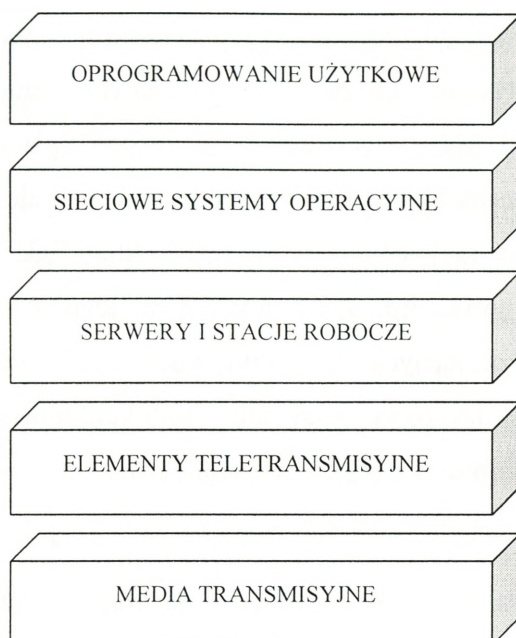 OPROGRAMOWANIE UŻYTKOWE
SIECIOWE SYSTEMY OPERACYJNE
SERWERY I STACJE ROBOCZE
ELEMENTY TELETRANSMISYJNE
MEDIA TRANSMISYJNE